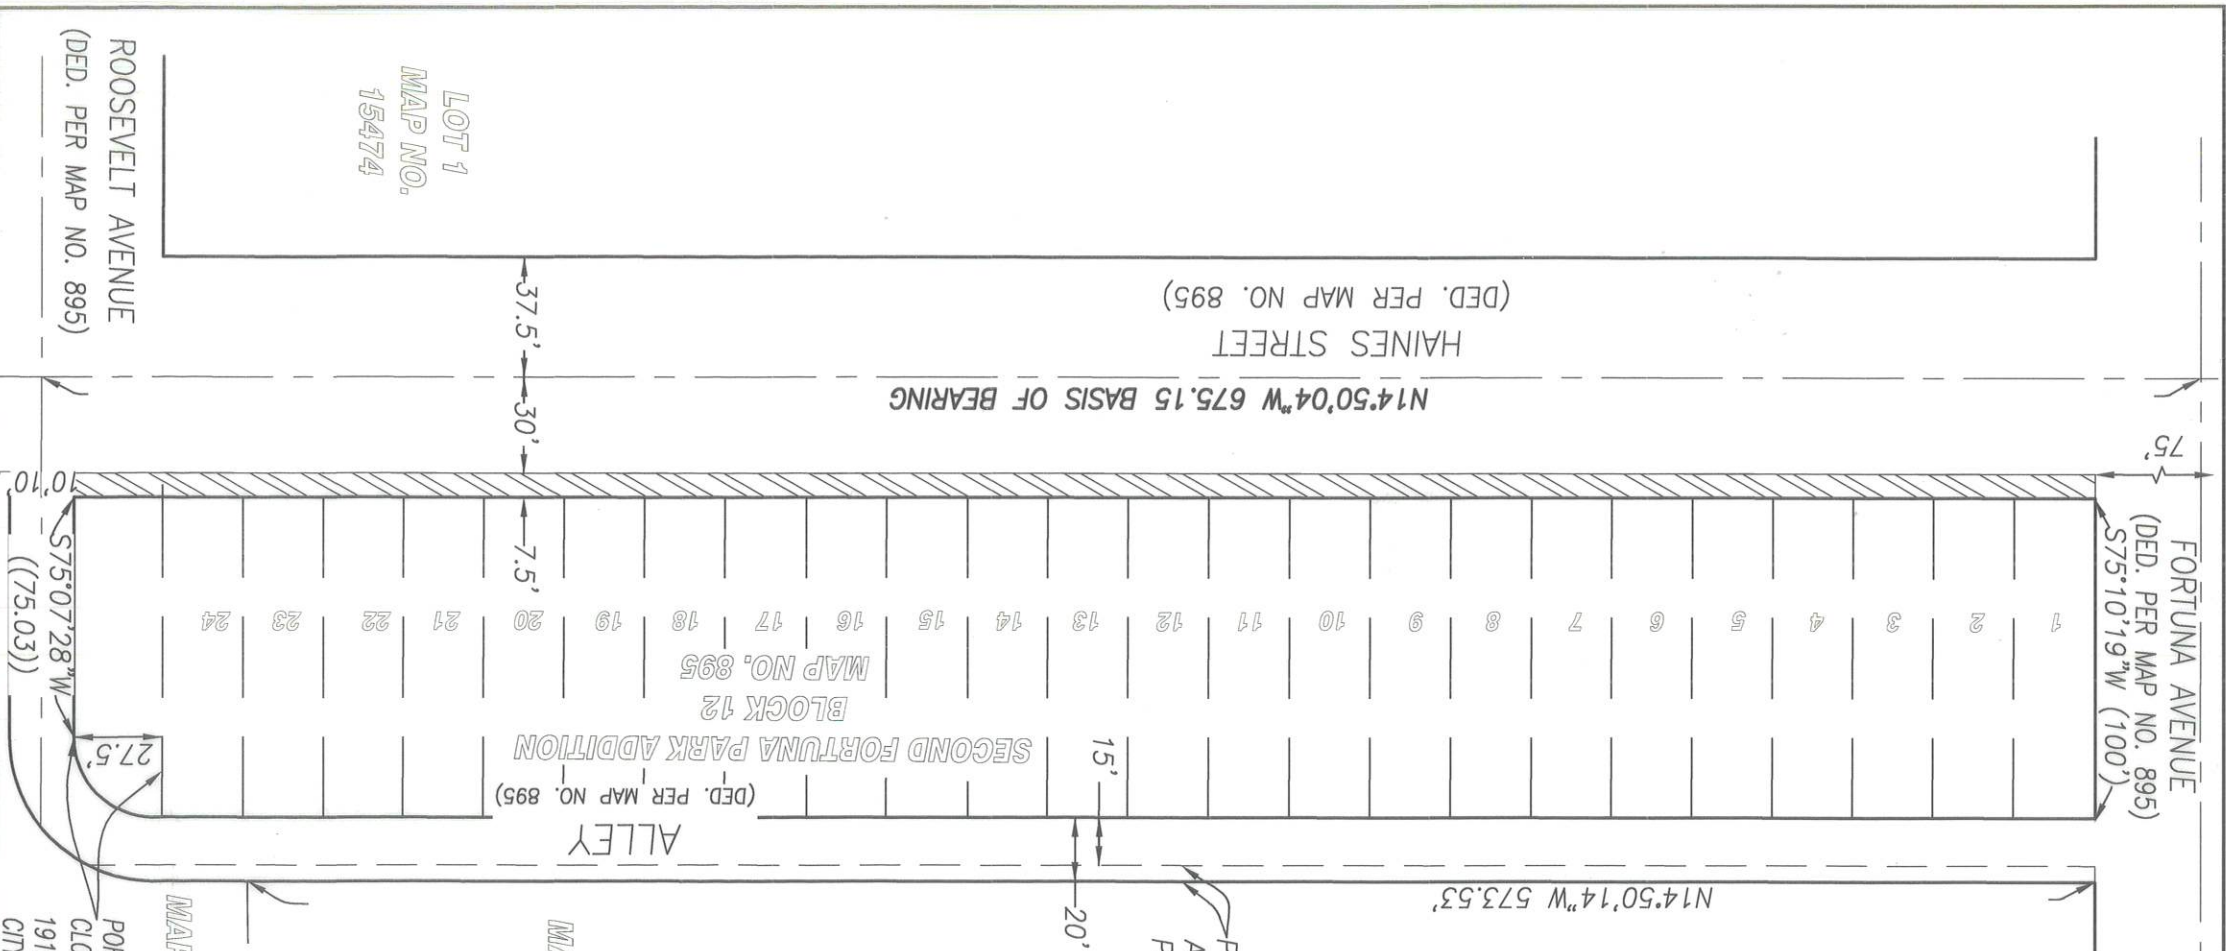 ROOSEVELT AVENUE
(DED. PER MAP NO. 895)
LOT 1
MAP NO.
15474
37.5'
HAINES STREET
(DED. PER MAP NO. 895)
30'
N14°50'04"W 675.15 BASIS OF BEARING
75'
FORTUNA AVENUE
(DED. PER MAP NO. 895)
S75°10'19"W (100')
10'
10'
S75°07'28"W
((75.03))
7.5'
1
2
3
4
5
6
7
8
9
10
11
12
13
14
15
16
17
18
19
20
21
22
23
24
SECOND FORTUNA PARK ADDITION
BLOCK 12
MAP NO. 895
27.5'
15'
ALLEY
(DED. PER MAP NO. 895)
20'
N14°50'14"W 573.53'
CLO
191